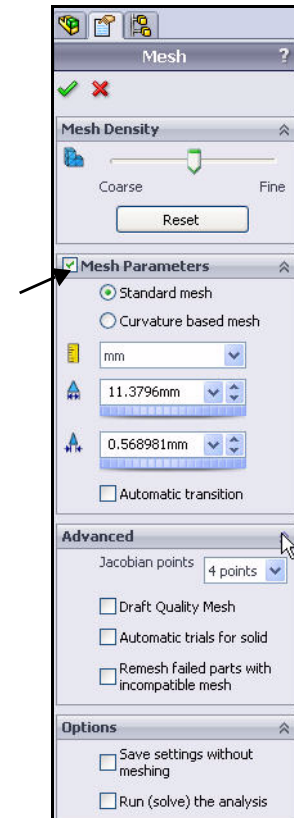 Mesh ?
Mesh Density
Coarse Fine
Reset
Mesh Parameters
Standard mesh
Curvature based mesh
mm
11.3796mm
0.568981mm
Automatic transition
Advanced
Jacobian points 4 points
Draft Quality Mesh
Automatic trials for solid
Remesh failed parts with
incompatible mesh
Options
Save settings without
meshing
Run (solve) the analysis